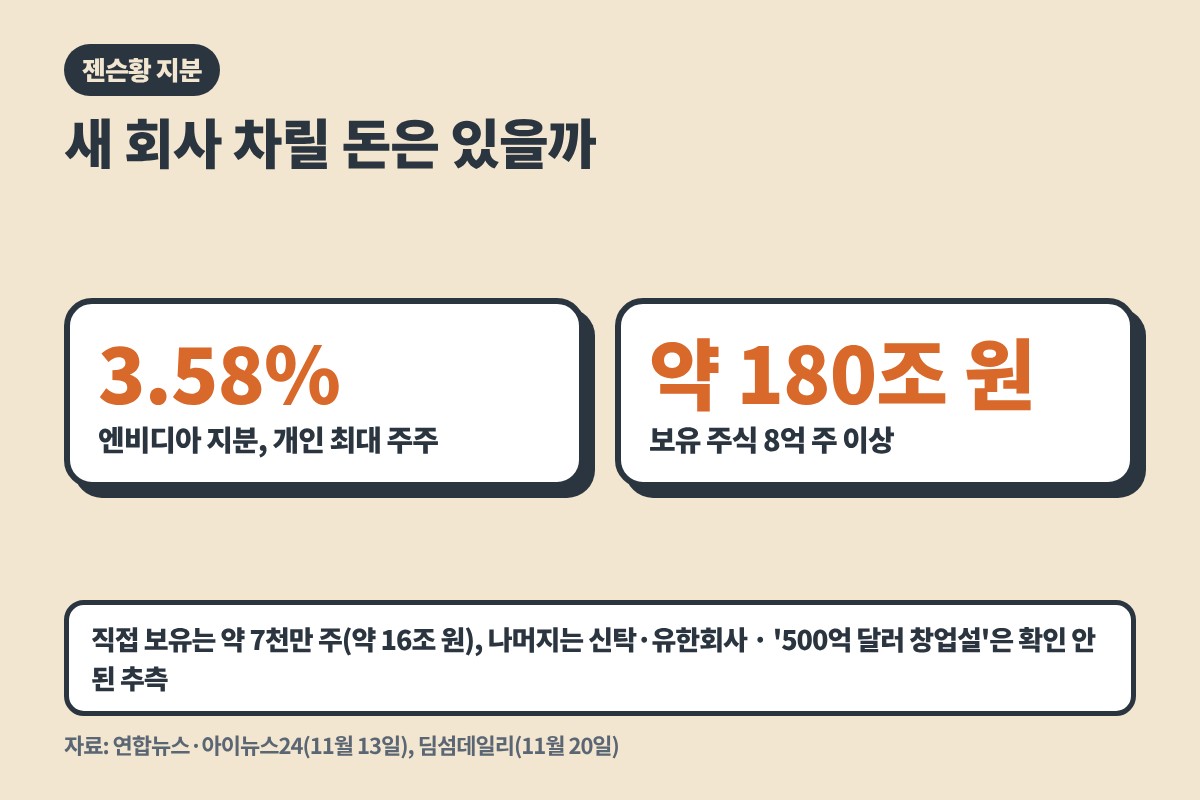 젠슨황 지분
새 회사 차릴 돈은 있을까
3.58%
엔비디아 지분, 개인 최대 주주
약 180조 원
보유 주식 8억 주 이상
직접 보유는 약 7천만 주(약 16조 원), 나머지는 신탁·유한회사 · '500억 달러 창업설'은 확인 안
된 추측
자료: 연합뉴스·아이뉴스24(11월 13일), 딤섬데일리(11월 20일)